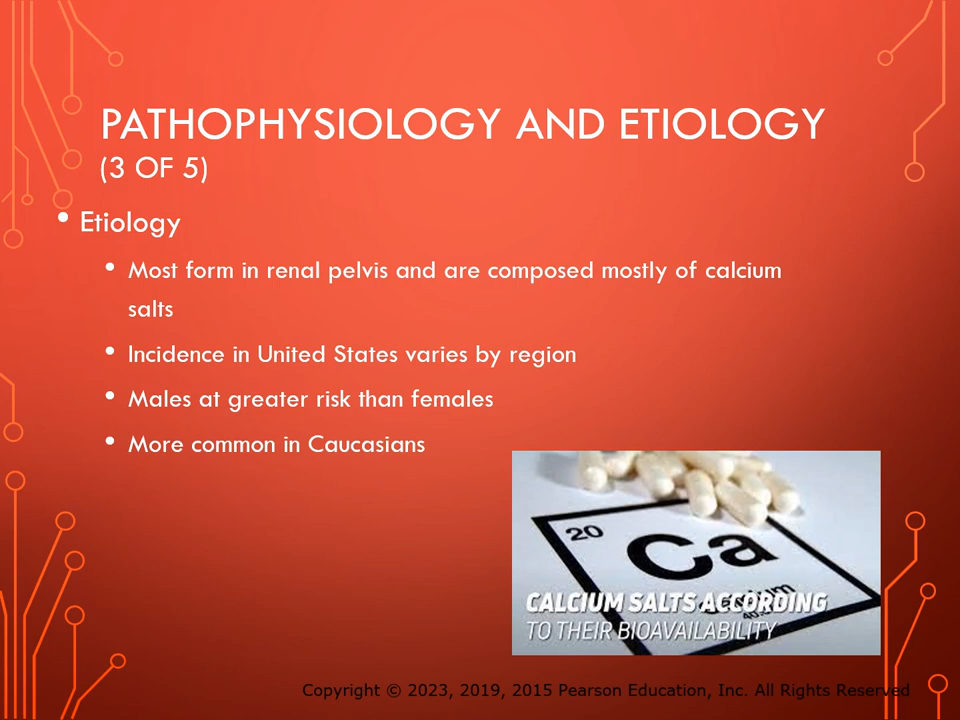 PATHOPHYSIOLOGY AND ETIOLOGY
(3 OF 5)
• Etiology
• Most form in renal pelvis and are composed mostly of calcium
salts
• Incidence in United States varies by region
• Males at greater risk than females
• More common in Caucasians
20
Ca
CALCIUM SALTS ACCORDING
TO THEIR BIOAVAILABILITY
Copyright © 2023, 2019, 2015 Pearson Education, Inc. All Rights Reserved